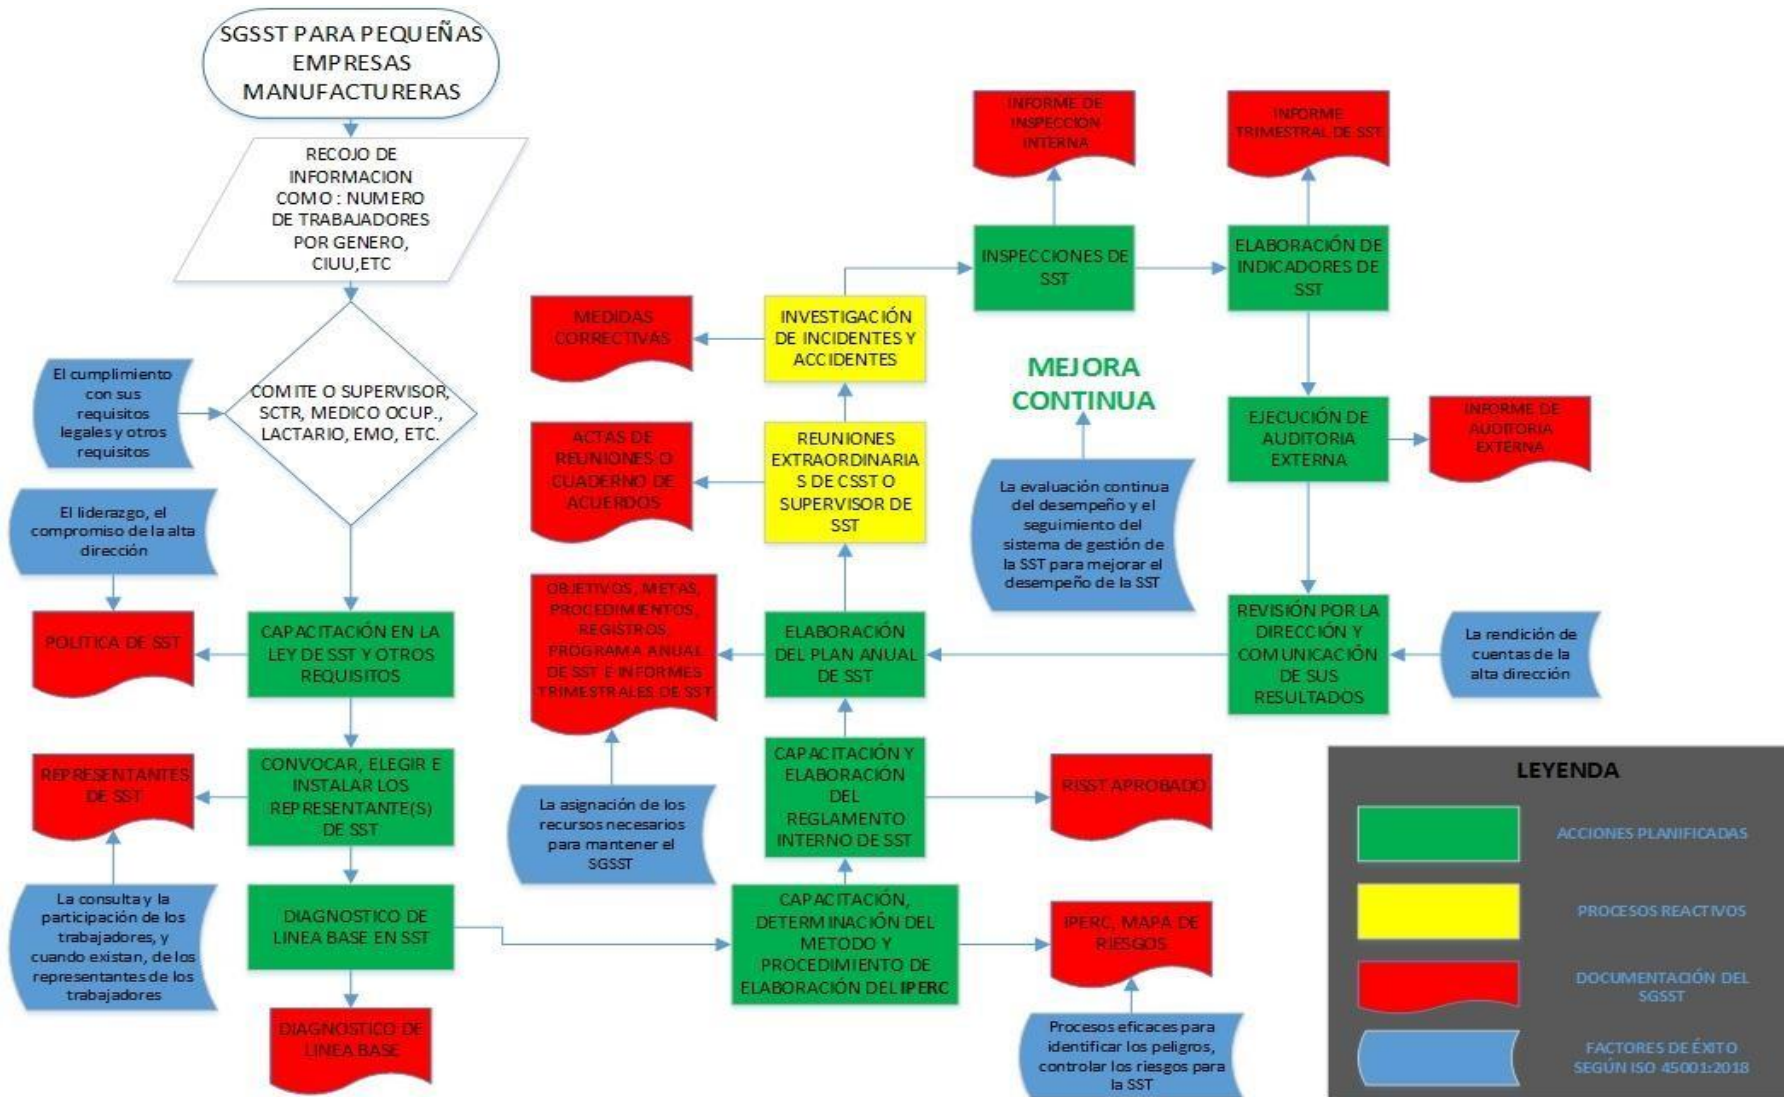 SGSST PARA PEQUEÑAS
EMPRESAS
MANUFACTURERAS
RECOJO DE
INFORMACION
COMO : NUMERO
DE TRABAJADORES
POR GENERO,
CIUU,ETC
El cumplimiento
con sus
requisitos
legales y otros
requisitos
COMITE O SUPERVISOR,
SCTR, MEDICO OCUP.,
LACTARIO, EMO, ETC.
El liderazgo, el
compromiso de la alta
dirección
POLITICA DE SST
CAPACITACIÓN EN LA
LEY DE SST Y OTROS
REQUISITOS
REPRESENTANTES
DE SST
CONVOCAR, ELEGIR E
INSTALAR LOS
REPRESENTANTE(S)
DE SST
La consulta y la
participación de los
trabajadores, y
cuando existan, de los
representantes de los
trabajadores
DIAGNOSTICO DE
LINEA BASE EN SST
DIAGNOSTICO DE
LINEA BASE
MEDIDAS
CORRECTIVAS
INVESTIGACIÓN
DE INCIDENTES Y
ACCIDENTES
ACTAS DE
REUNIONES O
CUADERNO DE
ACUERDOS
REUNIONES
EXTRAORDINARIA
S DE CSST O
SUPERVISOR DE
SST
OBJETIVOS, METAS,
PROCEDIMIENTOS,
REGISTROS,
PROGRAMA ANUAL
DE SST E INFORMES
TRIMESTRALES DE SST
ELABORACIÓN
DEL PLAN ANUAL
DE SST
La asignación de los
recursos necesarios
para mantener el
SGSST
CAPACITACIÓN Y
ELABORACIÓN
DEL
REGLAMENTO
INTERNO DE SST
RISST APROBADO
CAPACITACIÓN,
DETERMINACIÓN DEL
METODO Y
PROCEDIMIENTO DE
ELABORACIÓN DEL IPERC
IPERC, MAPA DE
RIESGOS
Procesos eficaces para
identificar los peligros,
controlar los riesgos para
la SST
INFORME DE
INSPECCION
INTERNA
INSPECCIONES DE
SST
INFORME
TRIMESTRAL DE SST
ELABORACIÓN DE
INDICADORES DE
SST
MEJORA
CONTINUA
La evaluación continua
del desempeño y el
seguimiento del
sistema de gestión de
la SST para mejorar el
desempeño de la SST
EJECUCIÓN DE
AUDITORIA
EXTERNA
INFORME DE
AUDITORIA
EXTERNA
REVISIÓN POR LA
DIRECCIÓN Y
COMUNICACIÓN
DE SUS
RESULTADOS
La rendición de
cuentas de la
alta dirección
LEYENDA
ACCIONES PLANIFICADAS
PROCESOS REACTIVOS
DOCUMENTACIÓN DEL
SGSST
FACTORES DE ÉXITO
SEGÚN ISO 45001:2018